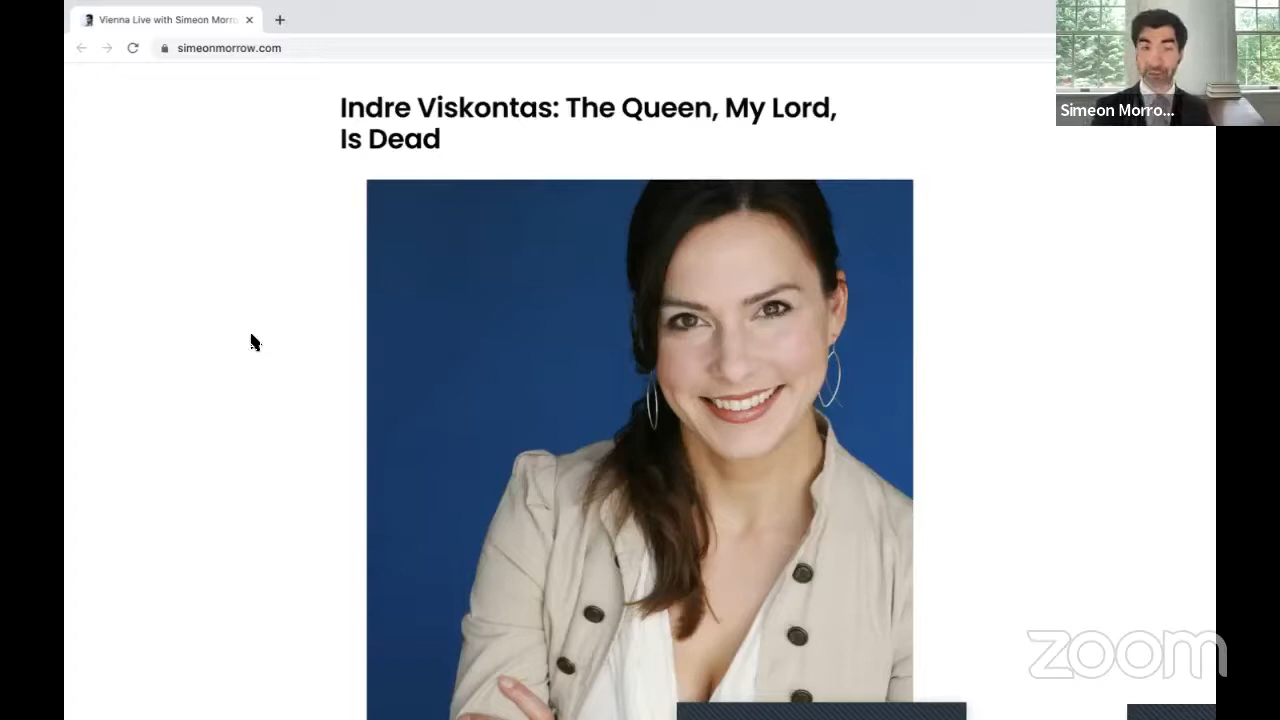 Vienna Live with Simeon Morro
simeonmorrow.com
Indre Viskontas: The Queen, My Lord,
Is Dead
Simeon Morro...
zoom